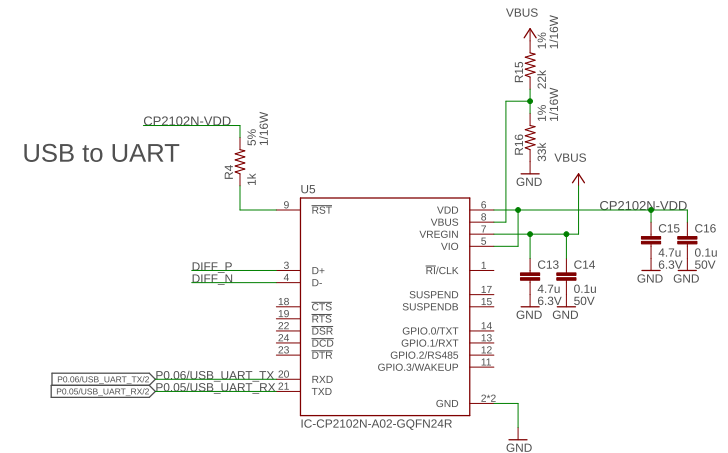 VBUS
1%
1/16W
R15
22k
1%
1/16W
R16
33k
GND
CP2102N-VDD
5%
1/16W
R4
1k
USB to UART
VBUS
U5
9
RST
VDD
6
CP2102N-VDD
VBUS
8
VREGIN
7
VIO
5
C15
4.7u
6.3V
GND
C16
0.1u
50V
GND
DIFF_P
3
D+
RI/CLK
1
DIFF_N
4
D-
C13
4.7u
6.3V
GND
C14
0.1u
50V
GND
SUSPEND
17
SUSPENDB
15
18
CTS
19
RTS
22
DSR
24
DCD
23
DTR
GPIO.0/TXT
14
GPIO.1/RXT
13
GPIO.2/RS485
12
GPIO.3/WAKEUP
11
P0.06/USB_UART_TX/2
P0.06/USB_UART_TX
20
RXD
P0.05/USB_UART_RX/2
P0.05/USB_UART_RX
21
TXD
GND
2*2
IC-CP2102N-A02-GQFN24R
GND